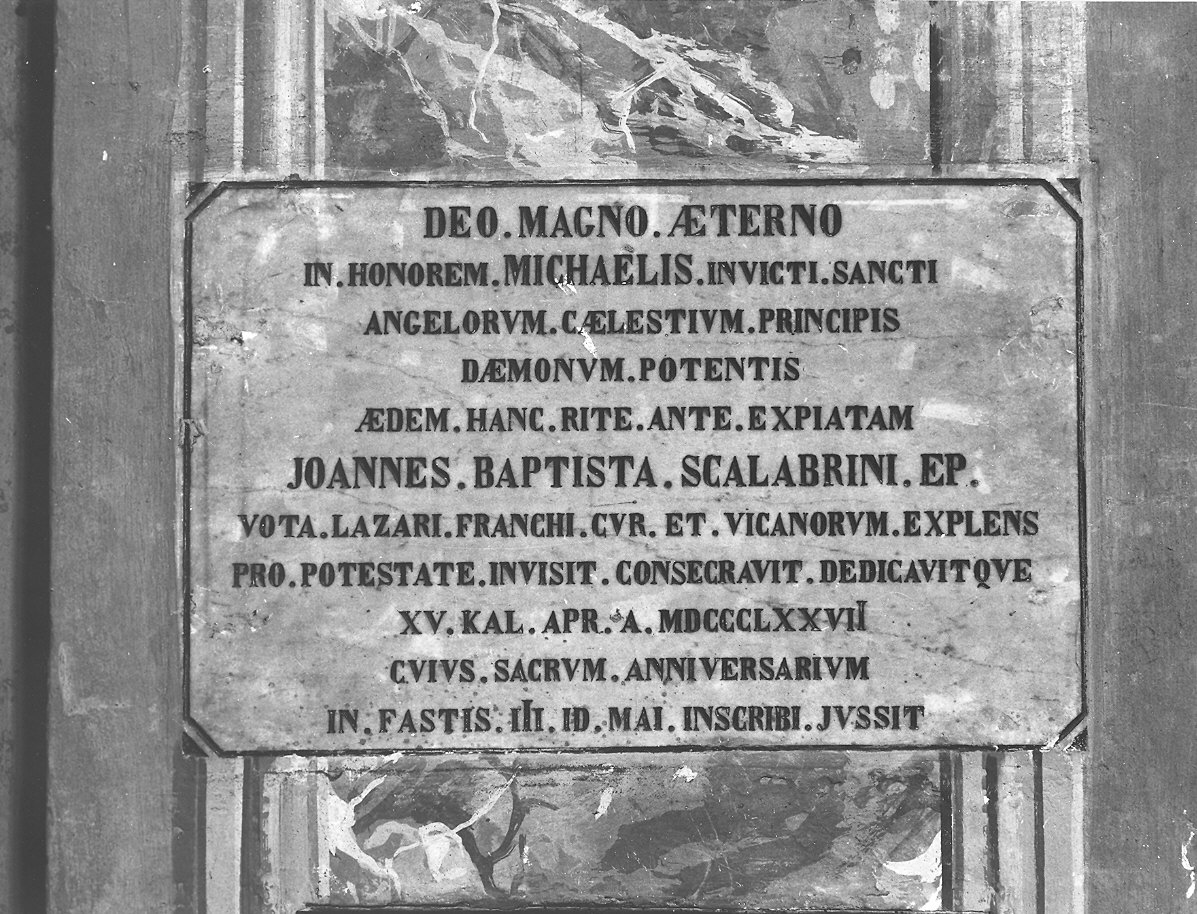 DEO.MAGNO.ÆTERNO
IN.HONOREM.MICHAELIS.INVICTI.SANCTI
ANGELORVM.CÆLESTIVM.PRINCIPIS
DÆMONVM.POTENTIS
ÆDEM.HANC.RITE.ANTE.EXPIATAM
JOANNES.BAPTISTA.SCALABRINI.EP.
VOTA.LAZARI.FRANCHI.CVR.ET.VICANORVM.EXPLENS
PRO.POTESTATE.INVISIT.CONSECRAVIT.DEDICAVITQVE
XV.KAL.APR.A.MDCCCLXXVII
CVIVS.SACRVM.ANNIVERSARIVM
IN.FASTIS.III.ID.MAI.INSCRIBI.JVSSIT